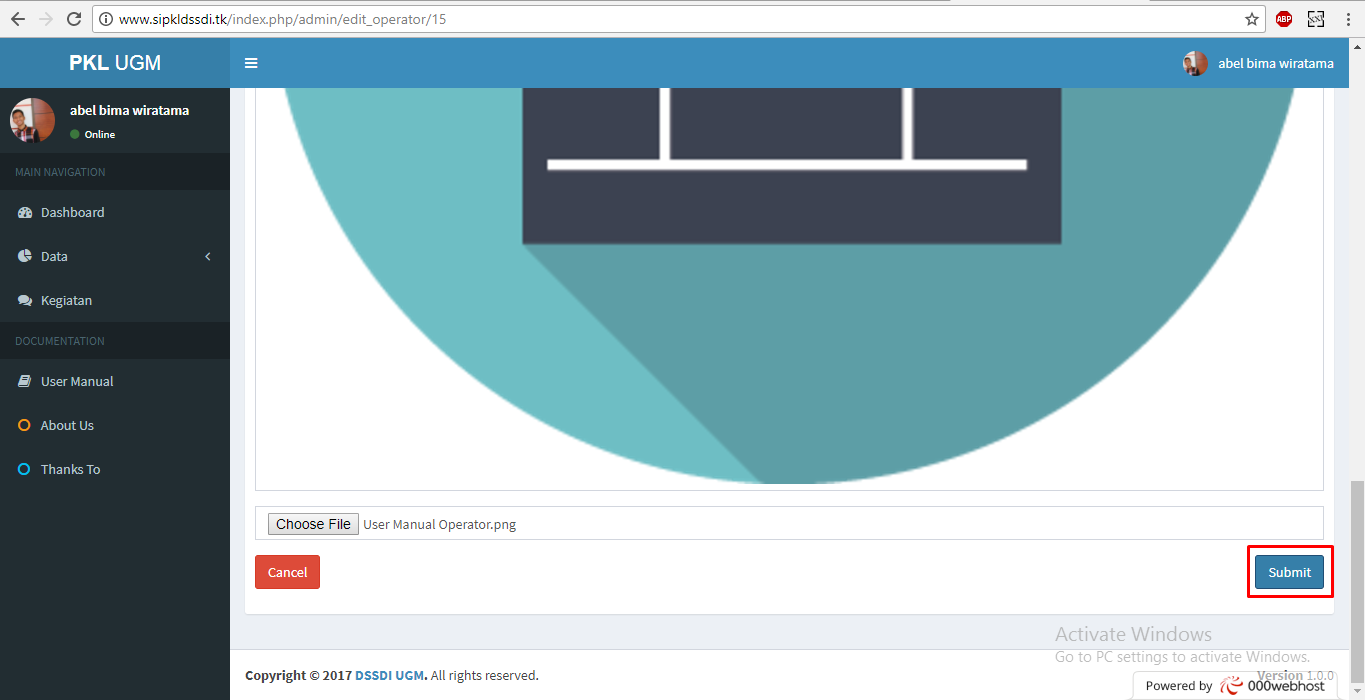 www.sipkldssdi.tk/index.php/admin/edit_operator/15
ABP
PKL UGM
abel bima wiratama
abel bima wiratama
Online
MAIN NAVIGATION
Dashboard
Data
Kegiatan
DOCUMENTATION
User Manual
About Us
Thanks To
Choose File User Manual Operator.png
Cancel
Submit
Activate Windows
Go to PC settings to activate Windows.
Copyright © 2017 DSSDI UGM. All rights reserved.
Version 1.0.0
Powered by 000webhost